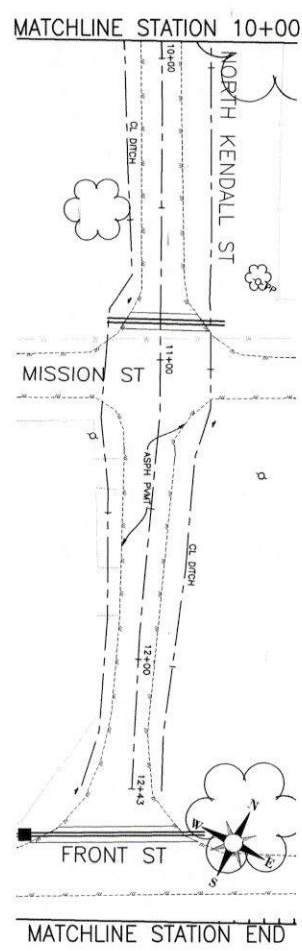 MATCHLINE STATION 10+00
10+00
NORTH KENDALL ST
CL DITCH
PP
11+00
MISSION ST
ASPH PVMT
CL DITCH
12+00
12+43
N
W
E
S
FRONT ST
MATCHLINE STATION END